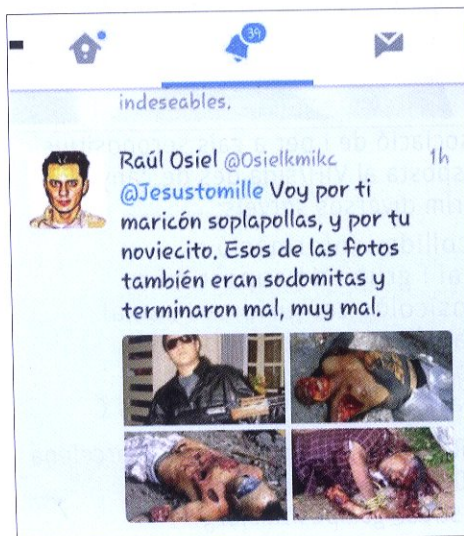 39
indeseables.
Raúl Osiel @Osielkmikc 1h
@Jesustomille Voy por ti
maricón soplapollas, y por tu
noviecito. Esos de las fotos
también eran sodomitas y
terminaron mal, muy mal.